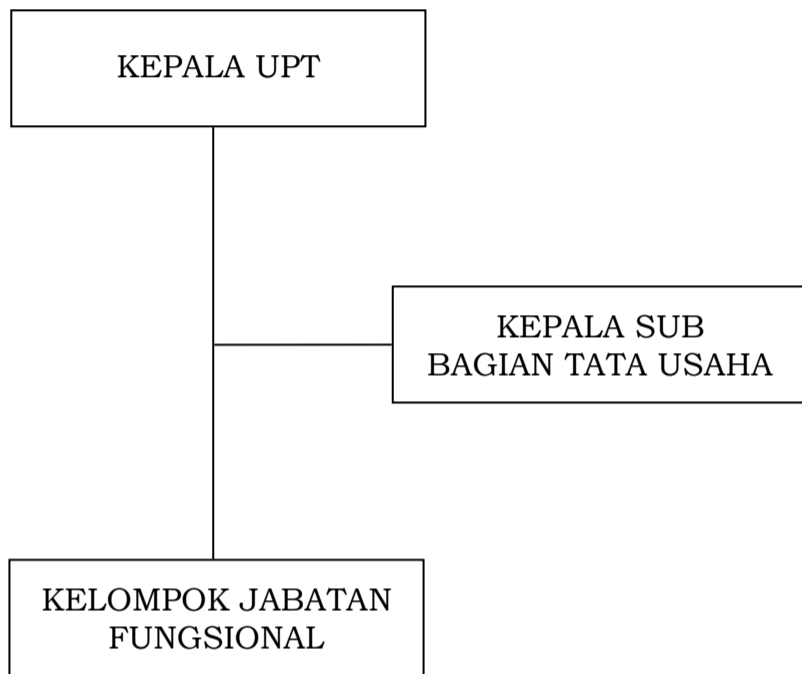 KEPALA UPT
KEPALA SUB
BAGIAN TATA USAHA
KELOMPOK JABATAN
FUNGSIONAL